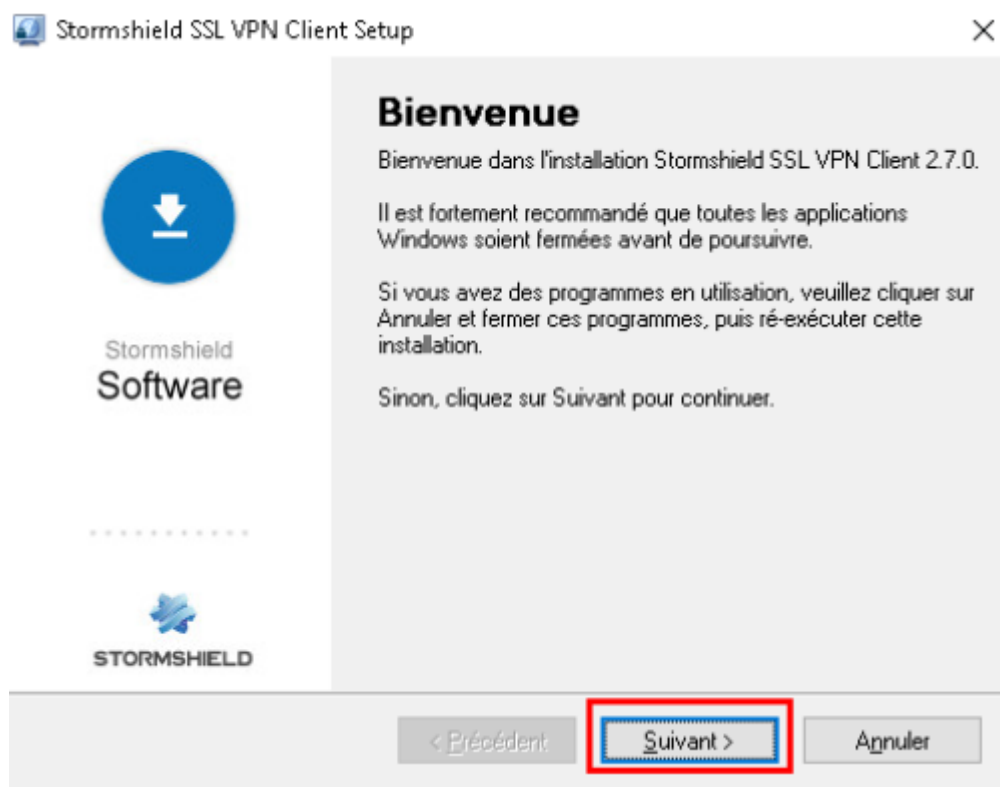 Stormshield SSL VPN Client Setup
Bienvenue
Bienvenue dans l'installation Stormshield SSL VPN Client 2.7.0.
Il est fortement recommandé que toutes les applications
Windows soient fermées avant de poursuivre.
Si vous avez des programmes en utilisation, veuillez cliquer sur
Annuler et fermer ces programmes, puis ré-exécuter cette
installation.
Sinon, cliquez sur Suivant pour continuer.
Stormshield
Software
STORMSHIELD
< Précédent
Suivant >
Annuler